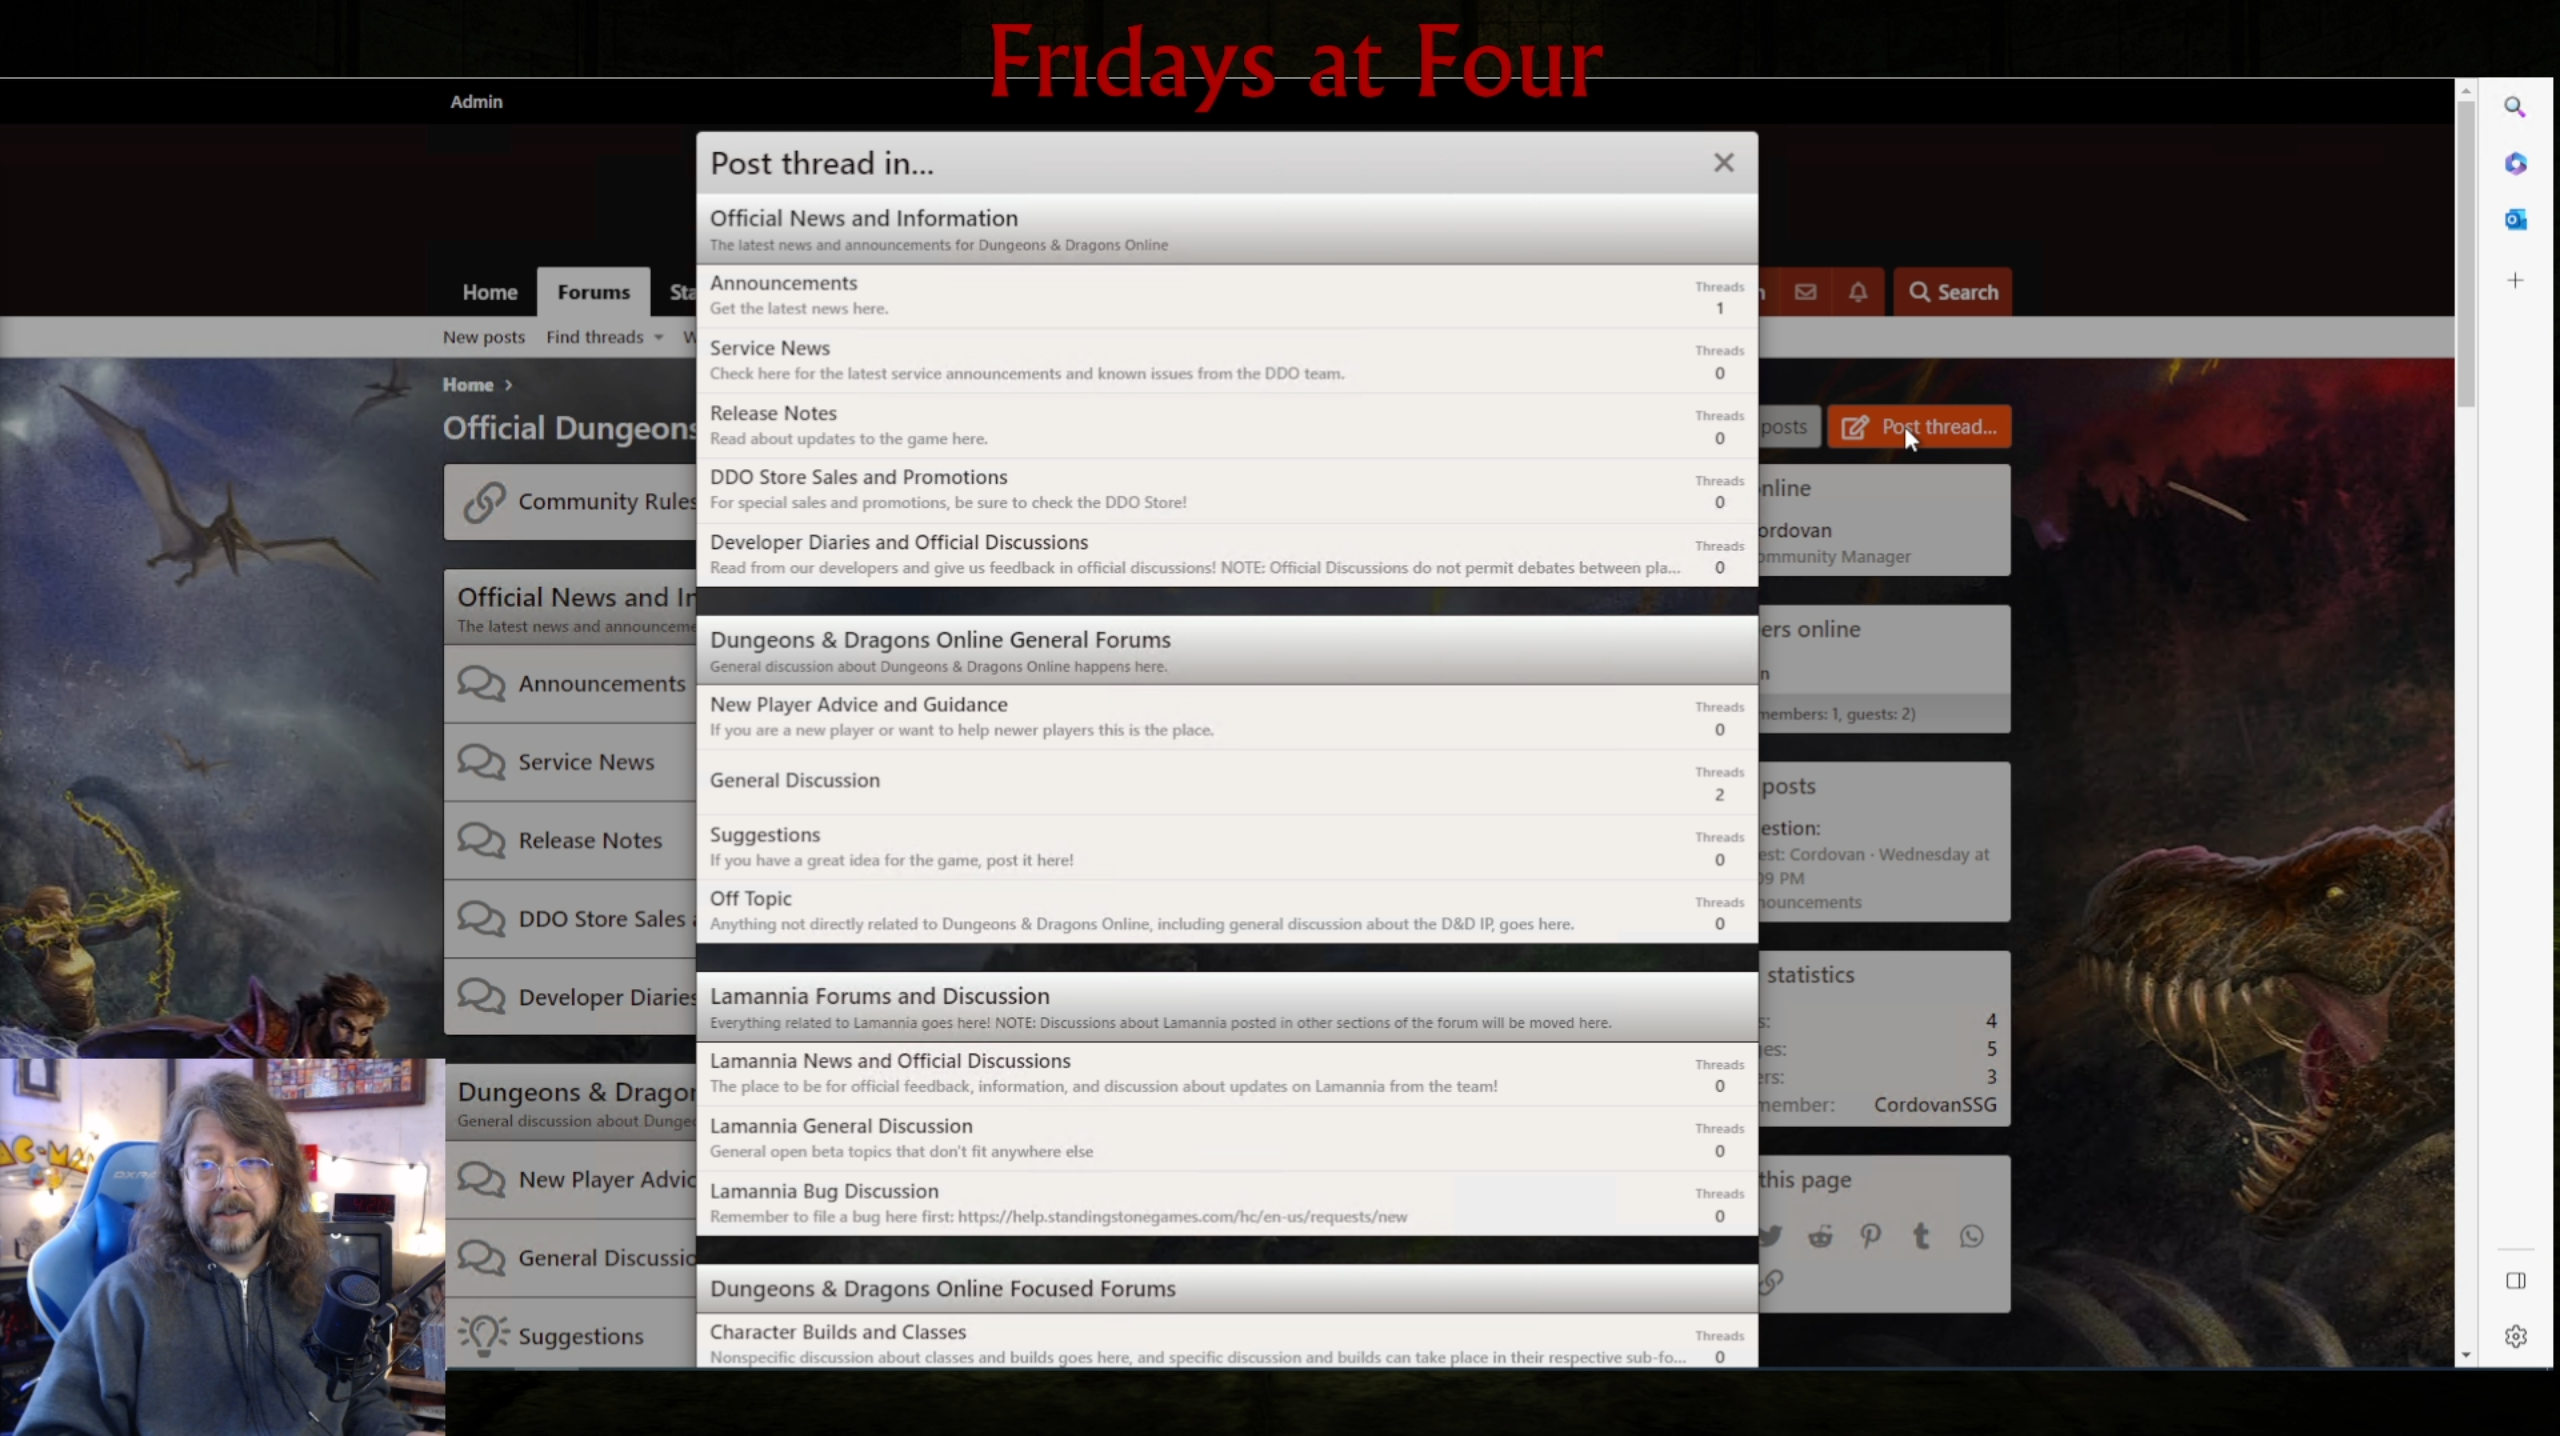 Fridays at Four
Admin
Post thread in...
Official News and Information
The latest news and announcements for Dungeons & Dragons Online
Announcements
Get the latest news here.
Threads
1
Service News
Check here for the latest service announcements and known issues from the DDO team.
Threads
0
Release Notes
Read about updates to the game here.
Threads
0
DDO Store Sales and Promotions
For special sales and promotions, be sure to check the DDO Store!
Threads
0
Developer Diaries and Official Discussions
Read from our developers and give us feedback in official discussions! NOTE: Official Discussions do not permit debates between pla...
Threads
0
Dungeons & Dragons Online General Forums
General discussion about Dungeons & Dragons Online happens here.
New Player Advice and Guidance
If you are a new player or want to help newer players this is the place.
Threads
0
General Discussion
Threads
2
Suggestions
If you have a great idea for the game, post it here!
Threads
0
Off Topic
Anything not directly related to Dungeons & Dragons Online, including general discussion about the D&D IP, goes here.
Threads
0
Lamannia Forums and Discussion
Everything related to Lamannia goes here! NOTE: Discussions about Lamannia posted in other sections of the forum will be moved here.
Lamannia News and Official Discussions
The place to be for official feedback, information, and discussion about updates on Lamannia from the team!
Threads
0
Lamannia General Discussion
General open beta topics that don't fit anywhere else
Threads
0
Lamannia Bug Discussion
Remember to file a bug here first: https://help.standingstonegames.com/hc/en-us/requests/new
Threads
0
Dungeons & Dragons Online Focused Forums
Character Builds and Classes
Nonspecific discussion about classes and builds goes here, and specific discussion and builds can take place in their respective sub-fo...
Threads
0
Home
Forums
Sta
Search
New posts
Find threads
W
Home
Official Dungeons
Community Rules
Official News and In
The latest news and announceme
Announcements
Service News
Release Notes
DDO Store Sales
Developer Diaries
Dungeons & Dragon
General discussion about Dunge
New Player Advic
General Discussio
Suggestions
posts
Post thread...
nline
ordovan
ommunity Manager
ers online
n
members: 1, guests: 2)
posts
estion:
est: Cordovan · Wednesday at
09 PM
nouncements
statistics
s: 4
ges: 5
ers: 3
member: CordovanSSG
this page
AC-MA
DXRA